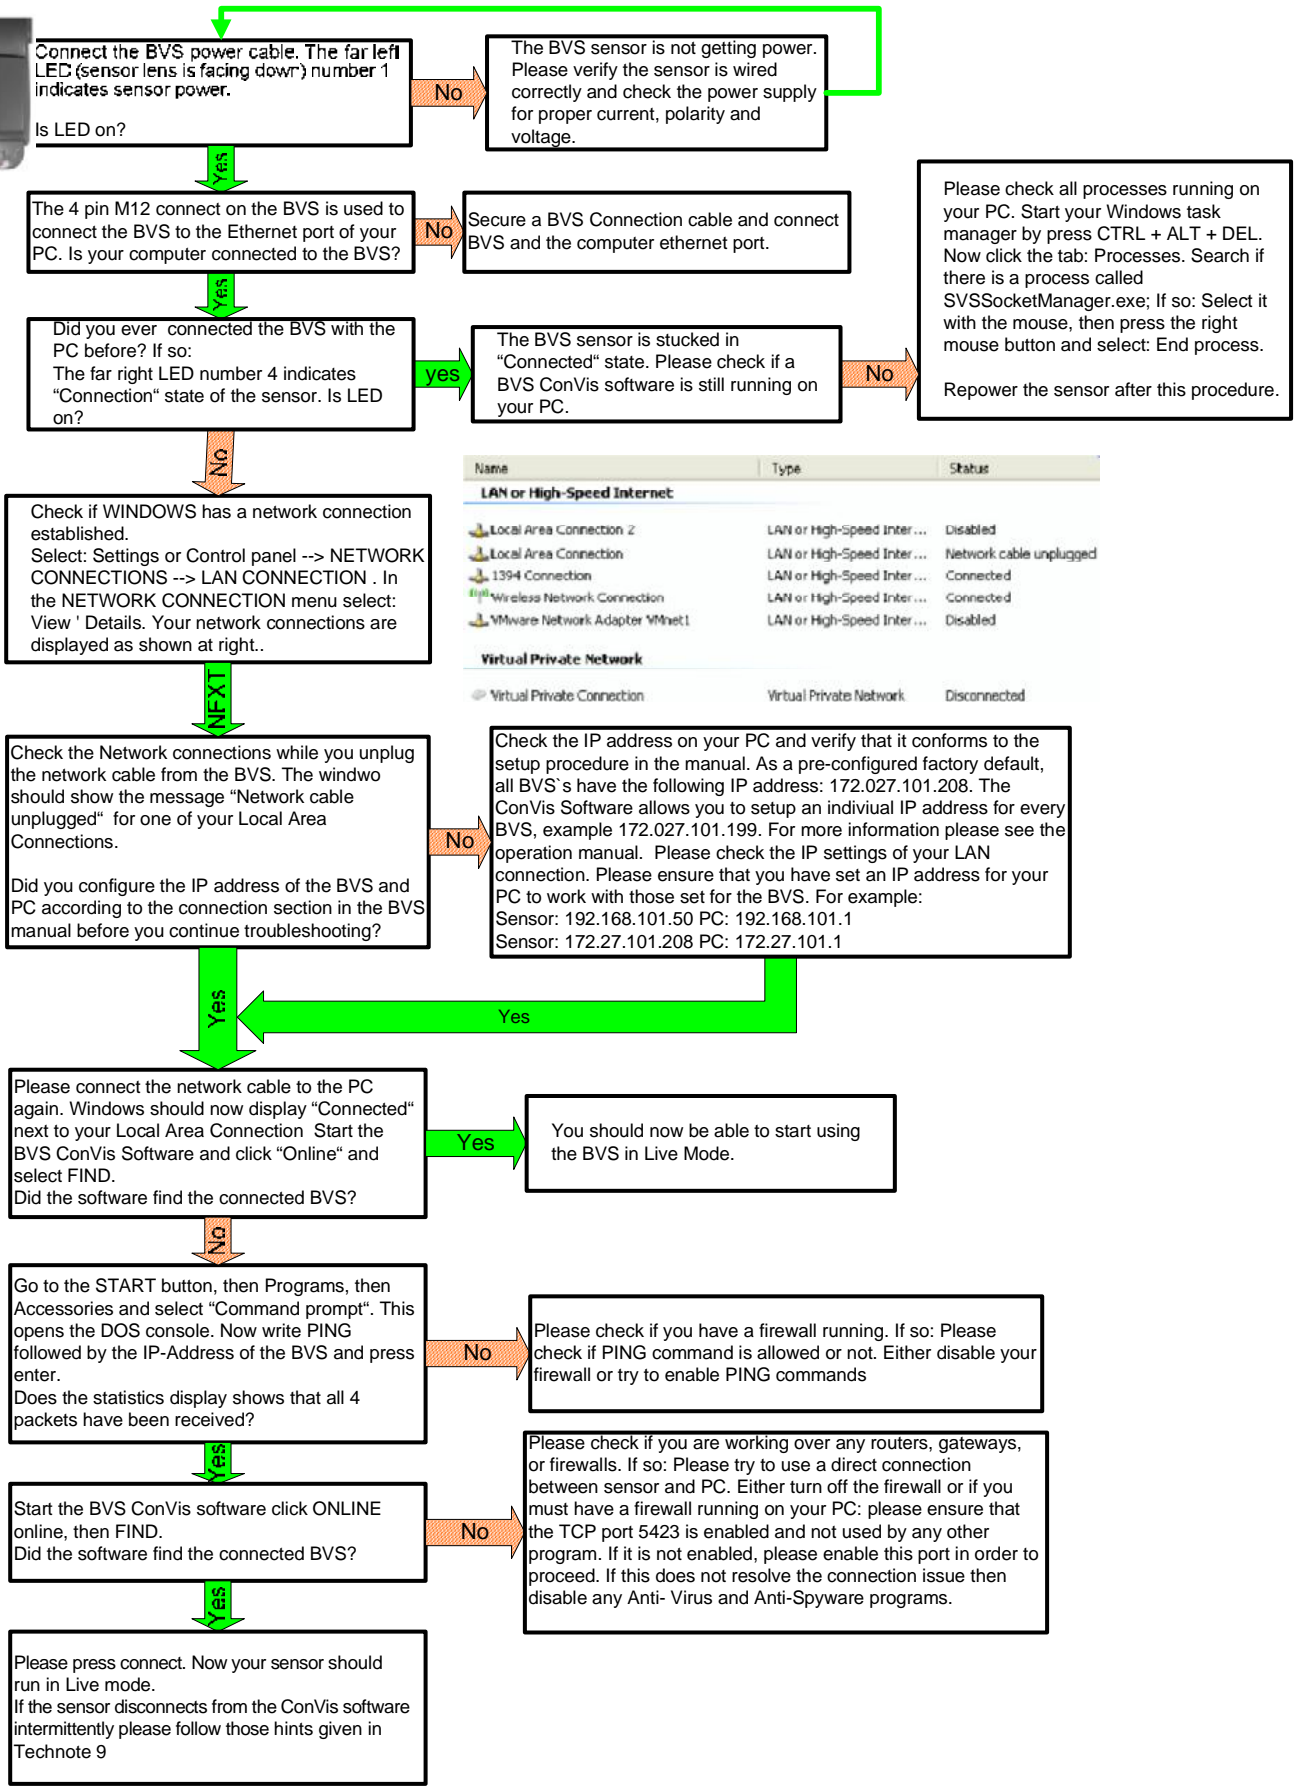 Connect the BVS power cable. The far left
LED (sensor lens is facing down) number 1
indicates sensor power.
Is LED on?
No
The BVS sensor is not getting power.
Please verify the sensor is wired
correctly and check the power supply
for proper current, polarity and
voltage.
Yes
The 4 pin M12 connect on the BVS is used to
connect the BVS to the Ethernet port of your
PC. Is your computer connected to the BVS?
No
Secure a BVS Connection cable and connect
BVS and the computer ethernet port.
Please check all processes running on
your PC. Start your Windows task
manager by press CTRL + ALT + DEL.
Now click the tab: Processes. Search if
there is a process called
SVSSocketManager.exe; If so: Select it
with the mouse, then press the right
mouse button and select: End process.
Repower the sensor after this procedure.
Yes
Did you ever  connected the BVS with the
PC before? If so:
The far right LED number 4 indicates
“Connection“ state of the sensor. Is LED
on?
yes
The BVS sensor is stucked in
“Connected“ state. Please check if a
BVS ConVis software is still running on
your PC.
No
No
Check if WINDOWS has a network connection
established.
Select: Settings or Control panel --> NETWORK
CONNECTIONS --> LAN CONNECTION . In
the NETWORK CONNECTION menu select:
View ' Details. Your network connections are
displayed as shown at right..
Name Type Status
LAN or High-Speed Internet
Local Area Connection 2 LAN or High-Speed Inter... Disabled
Local Area Connection LAN or High-Speed Inter... Network cable unplugged
1394 Connection LAN or High-Speed Inter... Connected
Wireless Network Connection LAN or High-Speed Inter... Connected
VMware Network Adapter VMnet1 LAN or High-Speed Inter... Disabled
Virtual Private Network
Virtual Private Connection Virtual Private Network Disconnected
NEXT
Check the Network connections while you unplug
the network cable from the BVS. The windwo
should show the message “Network cable
unplugged“  for one of your Local Area
Connections.
Did you configure the IP address of the BVS and
PC according to the connection section in the BVS
manual before you continue troubleshooting?
No
Check the IP address on your PC and verify that it conforms to the
setup procedure in the manual. As a pre-configured factory default,
all BVS`s have the following IP address: 172.027.101.208. The
ConVis Software allows you to setup an indiviual IP address for every
BVS, example 172.027.101.199. For more information please see the
operation manual.  Please check the IP settings of your LAN
connection. Please ensure that you have set an IP address for your
PC to work with those set for the BVS. For example:
Sensor: 192.168.101.50 PC: 192.168.101.1
Sensor: 172.27.101.208 PC: 172.27.101.1
Yes
Yes
Please connect the network cable to the PC
again. Windows should now display “Connected“
next to your Local Area Connection  Start the
BVS ConVis Software and click “Online“ and
select FIND.
Did the software find the connected BVS?
Yes
You should now be able to start using
the BVS in Live Mode.
No
Go to the START button, then Programs, then
Accessories and select “Command prompt“. This
opens the DOS console. Now write PING
followed by the IP-Address of the BVS and press
enter.
Does the statistics display shows that all 4
packets have been received?
No
Please check if you have a firewall running. If so: Please
check if PING command is allowed or not. Either disable your
firewall or try to enable PING commands
Yes
Start the BVS ConVis software click ONLINE
online, then FIND.
Did the software find the connected BVS?
No
Please check if you are working over any routers, gateways,
or firewalls. If so: Please try to use a direct connection
between sensor and PC. Either turn off the firewall or if you
must have a firewall running on your PC: please ensure that
the TCP port 5423 is enabled and not used by any other
program. If it is not enabled, please enable this port in order to
proceed. If this does not resolve the connection issue then
disable any Anti- Virus and Anti-Spyware programs.
Yes
Please press connect. Now your sensor should
run in Live mode.
If the sensor disconnects from the ConVis software
intermittently please follow those hints given in
Technote 9